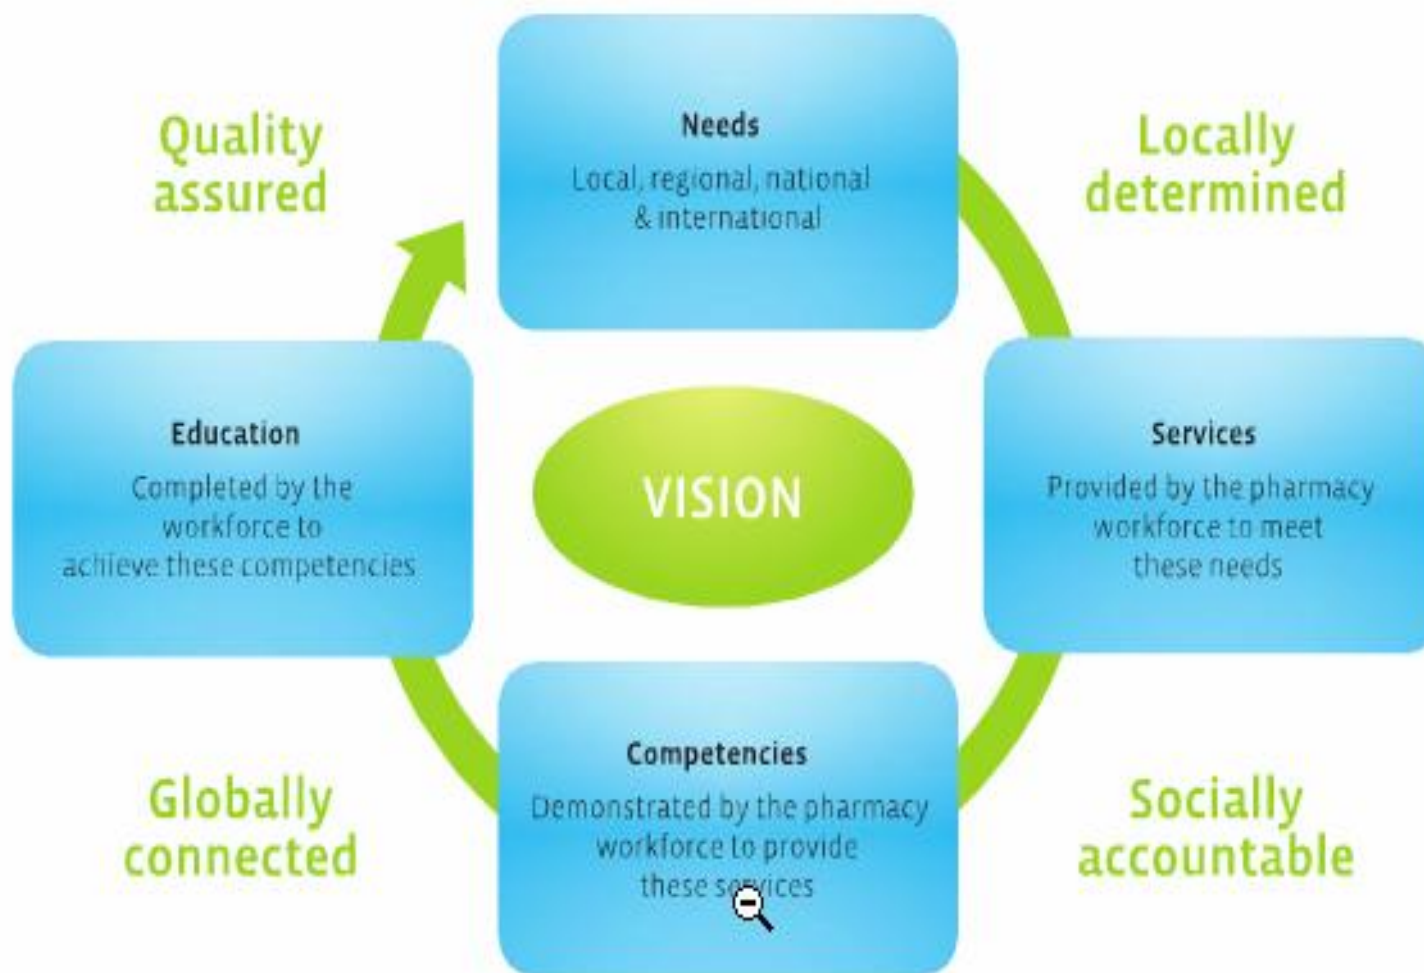 Quality
assured
Needs
Local, regional, national
& international
Locally
determined
Education
Completed by the
workforce to
achieve these competencies
VISION
Services
Provided by the pharmacy
workforce to meet
these needs
Globally
connected
Competencies
Demonstrated by the pharmacy
workforce to provide
these services
Socially
accountable